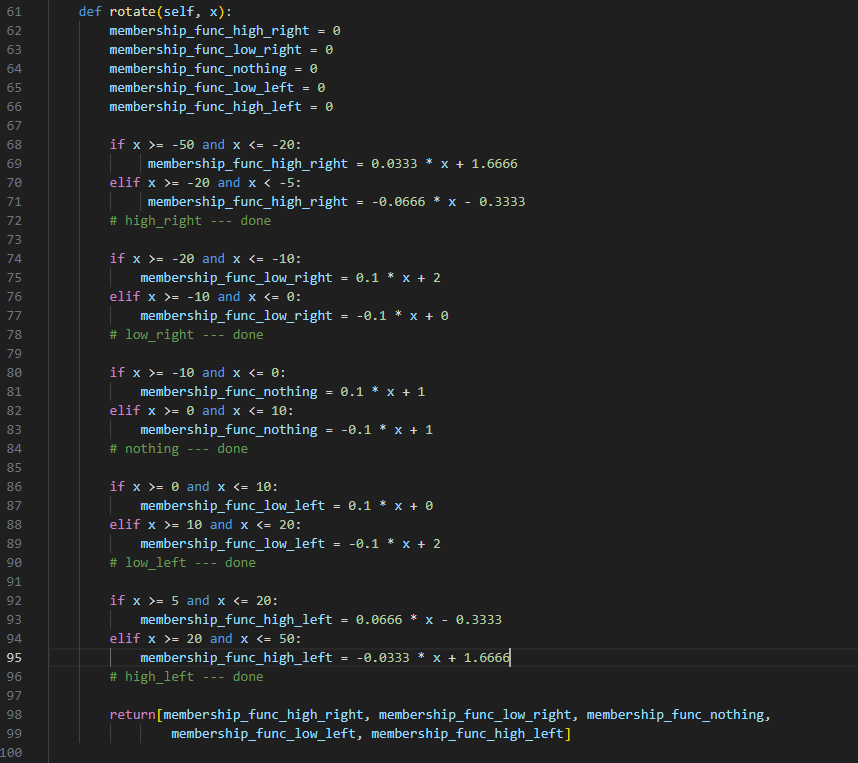 61 def rotate(self, x):
62 membership_func_high_right = 0
63 membership_func_low_right = 0
64 membership_func_nothing = 0
65 membership_func_low_left = 0
66 membership_func_high_left = 0
67
68 if x >= -50 and x <= -20:
69 membership_func_high_right = 0.0333 * x + 1.6666
70 elif x >= -20 and x < -5:
71 membership_func_high_right = -0.0666 * x - 0.3333
72 # high_right --- done
73
74 if x >= -20 and x <= -10:
75 membership_func_low_right = 0.1 * x + 2
76 elif x >= -10 and x <= 0:
77 membership_func_low_right = -0.1 * x + 0
78 # low_right --- done
79
80 if x >= -10 and x <= 0:
81 membership_func_nothing = 0.1 * x + 1
82 elif x >= 0 and x <= 10:
83 membership_func_nothing = -0.1 * x + 1
84 # nothing --- done
85
86 if x >= 0 and x <= 10:
87 membership_func_low_left = 0.1 * x + 0
88 elif x >= 10 and x <= 20:
89 membership_func_low_left = -0.1 * x + 2
90 # low_left --- done
91
92 if x >= 5 and x <= 20:
93 membership_func_high_left = 0.0666 * x - 0.3333
94 elif x >= 20 and x <= 50:
95 membership_func_high_left = -0.0333 * x + 1.6666
96 # high_left --- done
97
98 return[membership_func_high_right, membership_func_low_right, membership_func_nothing,
99 membership_func_low_left, membership_func_high_left]
100